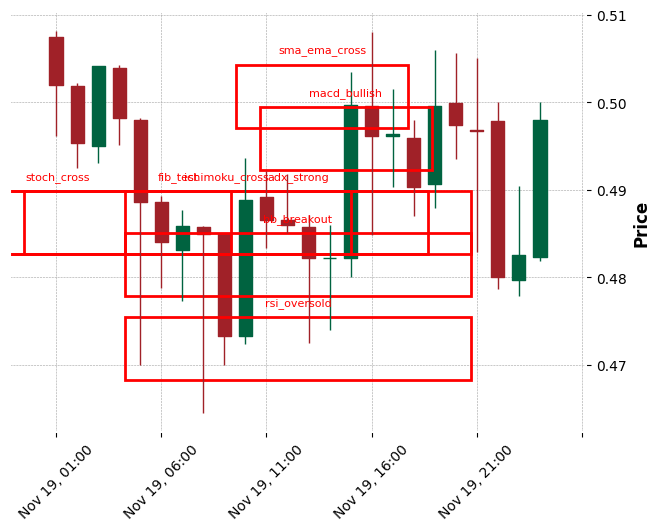 0.51
sma_ema_cross
macd_bullish
0.50
stoch_cross
fib_test
ichimoku_cross
adx_strong
0.49
bb_breakout
0.48
rsi_oversold
0.47
Price
Nov 19, 01:00
Nov 19, 06:00
Nov 19, 11:00
Nov 19, 16:00
Nov 19, 21:00